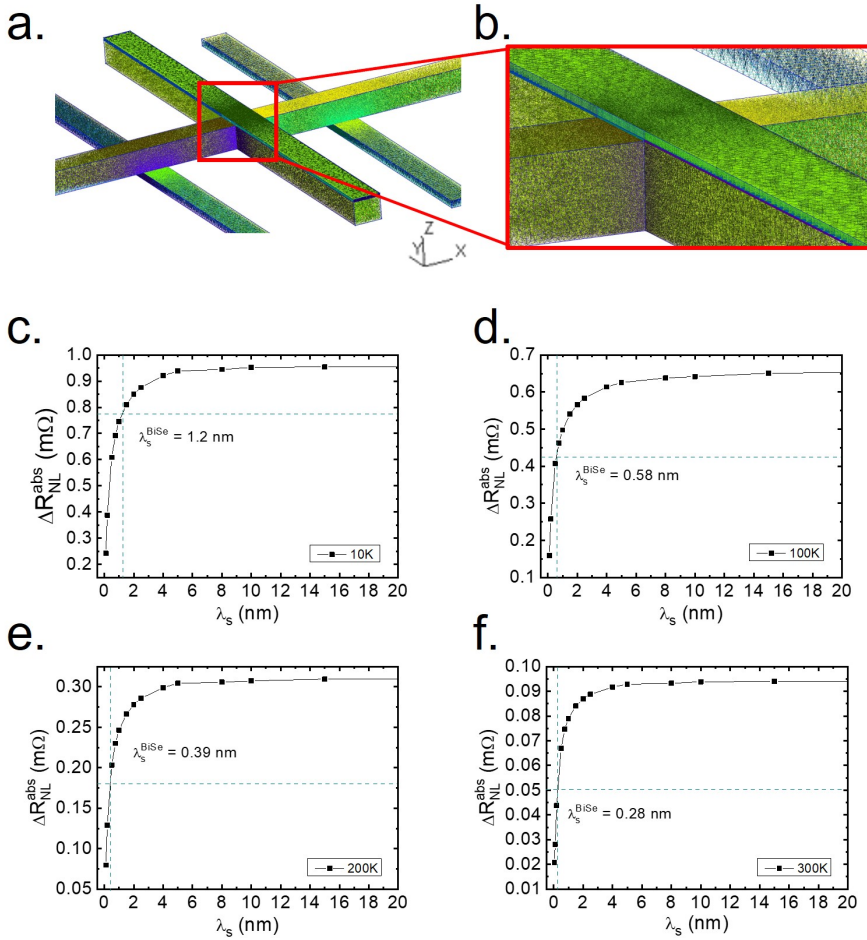 a.
b.
Z
Y
X
c.
1.0
0.9
0.8
0.7
0.6
0.5
0.4
0.3
0.2
ΔR_NL^abs (mΩ)
λ_s^BiSe = 1.2 nm
10K
0 2 4 6 8 10 12 14 16 18 20
λ_s (nm)
d.
0.7
0.6
0.5
0.4
0.3
0.2
0.1
ΔR_NL^abs (mΩ)
λ_s^BiSe = 0.58 nm
100K
0 2 4 6 8 10 12 14 16 18 20
λ_s (nm)
e.
0.30
0.25
0.20
0.15
0.10
0.05
ΔR_NL^abs (mΩ)
λ_s^BiSe = 0.39 nm
200K
0 2 4 6 8 10 12 14 16 18 20
λ_s (nm)
f.
0.10
0.09
0.08
0.07
0.06
0.05
0.04
0.03
0.02
0.01
ΔR_NL^abs (mΩ)
λ_s^BiSe = 0.28 nm
300K
0 2 4 6 8 10 12 14 16 18 20
λ_s (nm)